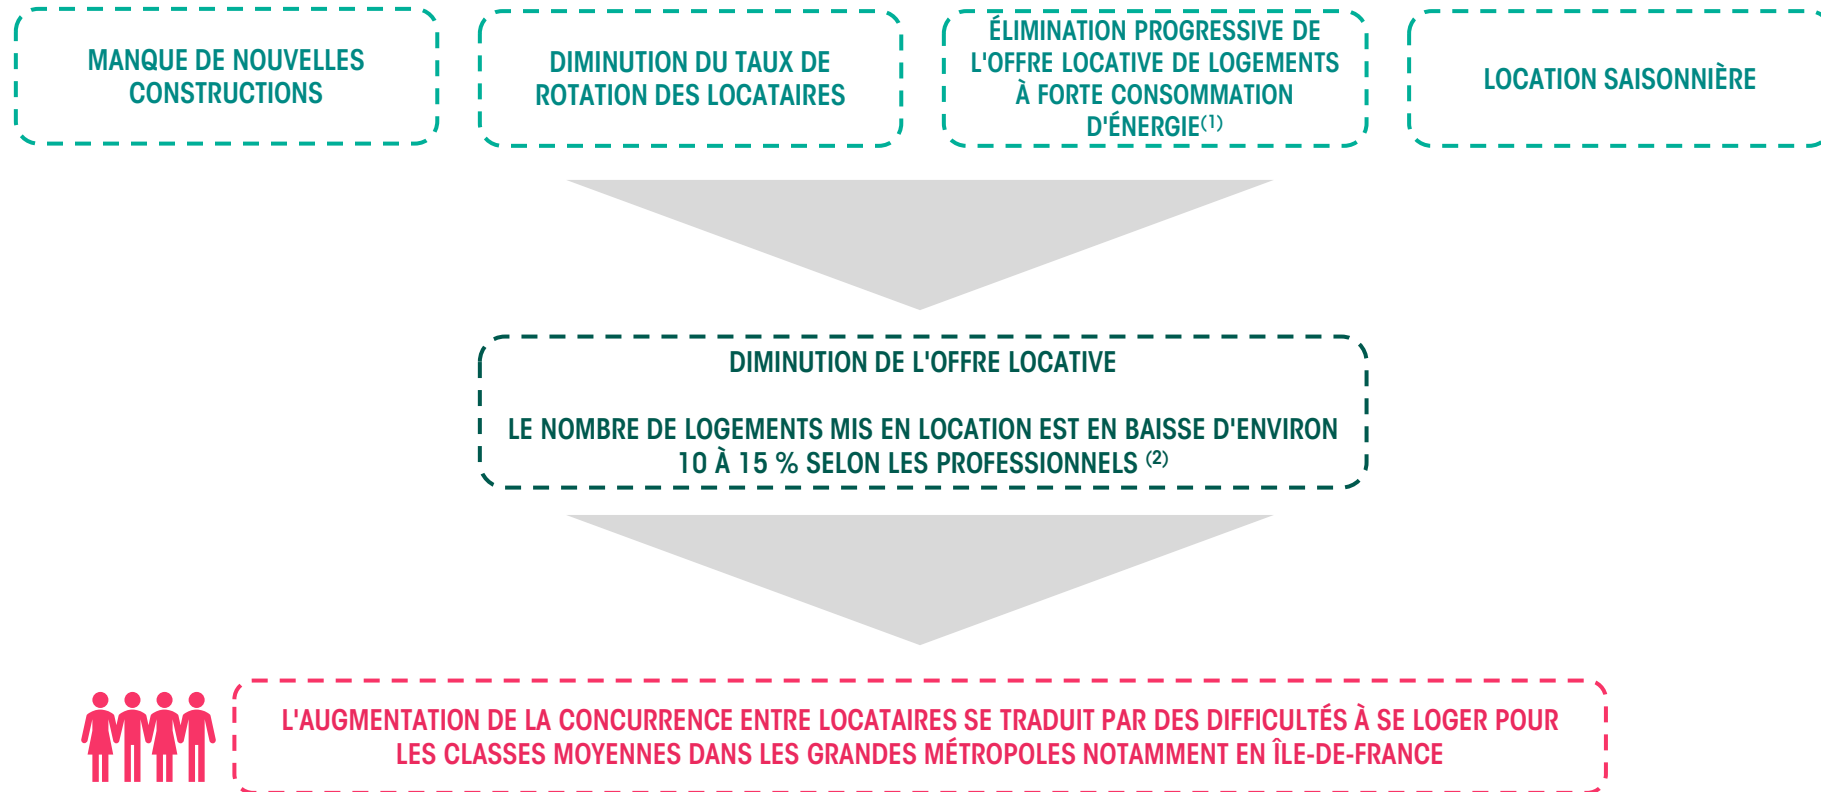 MANQUE DE NOUVELLES
CONSTRUCTIONS
DIMINUTION DU TAUX DE
ROTATION DES LOCATAIRES
ÉLIMINATION PROGRESSIVE DE
L'OFFRE LOCATIVE DE LOGEMENTS
À FORTE CONSOMMATION
D'ÉNERGIE(1)
LOCATION SAISONNIÈRE
DIMINUTION DE L'OFFRE LOCATIVE
LE NOMBRE DE LOGEMENTS MIS EN LOCATION EST EN BAISSE D'ENVIRON
10 À 15 % SELON LES PROFESSIONNELS (2)
L'AUGMENTATION DE LA CONCURRENCE ENTRE LOCATAIRES SE TRADUIT PAR DES DIFFICULTÉS À SE LOGER POUR
LES CLASSES MOYENNES DANS LES GRANDES MÉTROPOLES NOTAMMENT EN ÎLE-DE-FRANCE